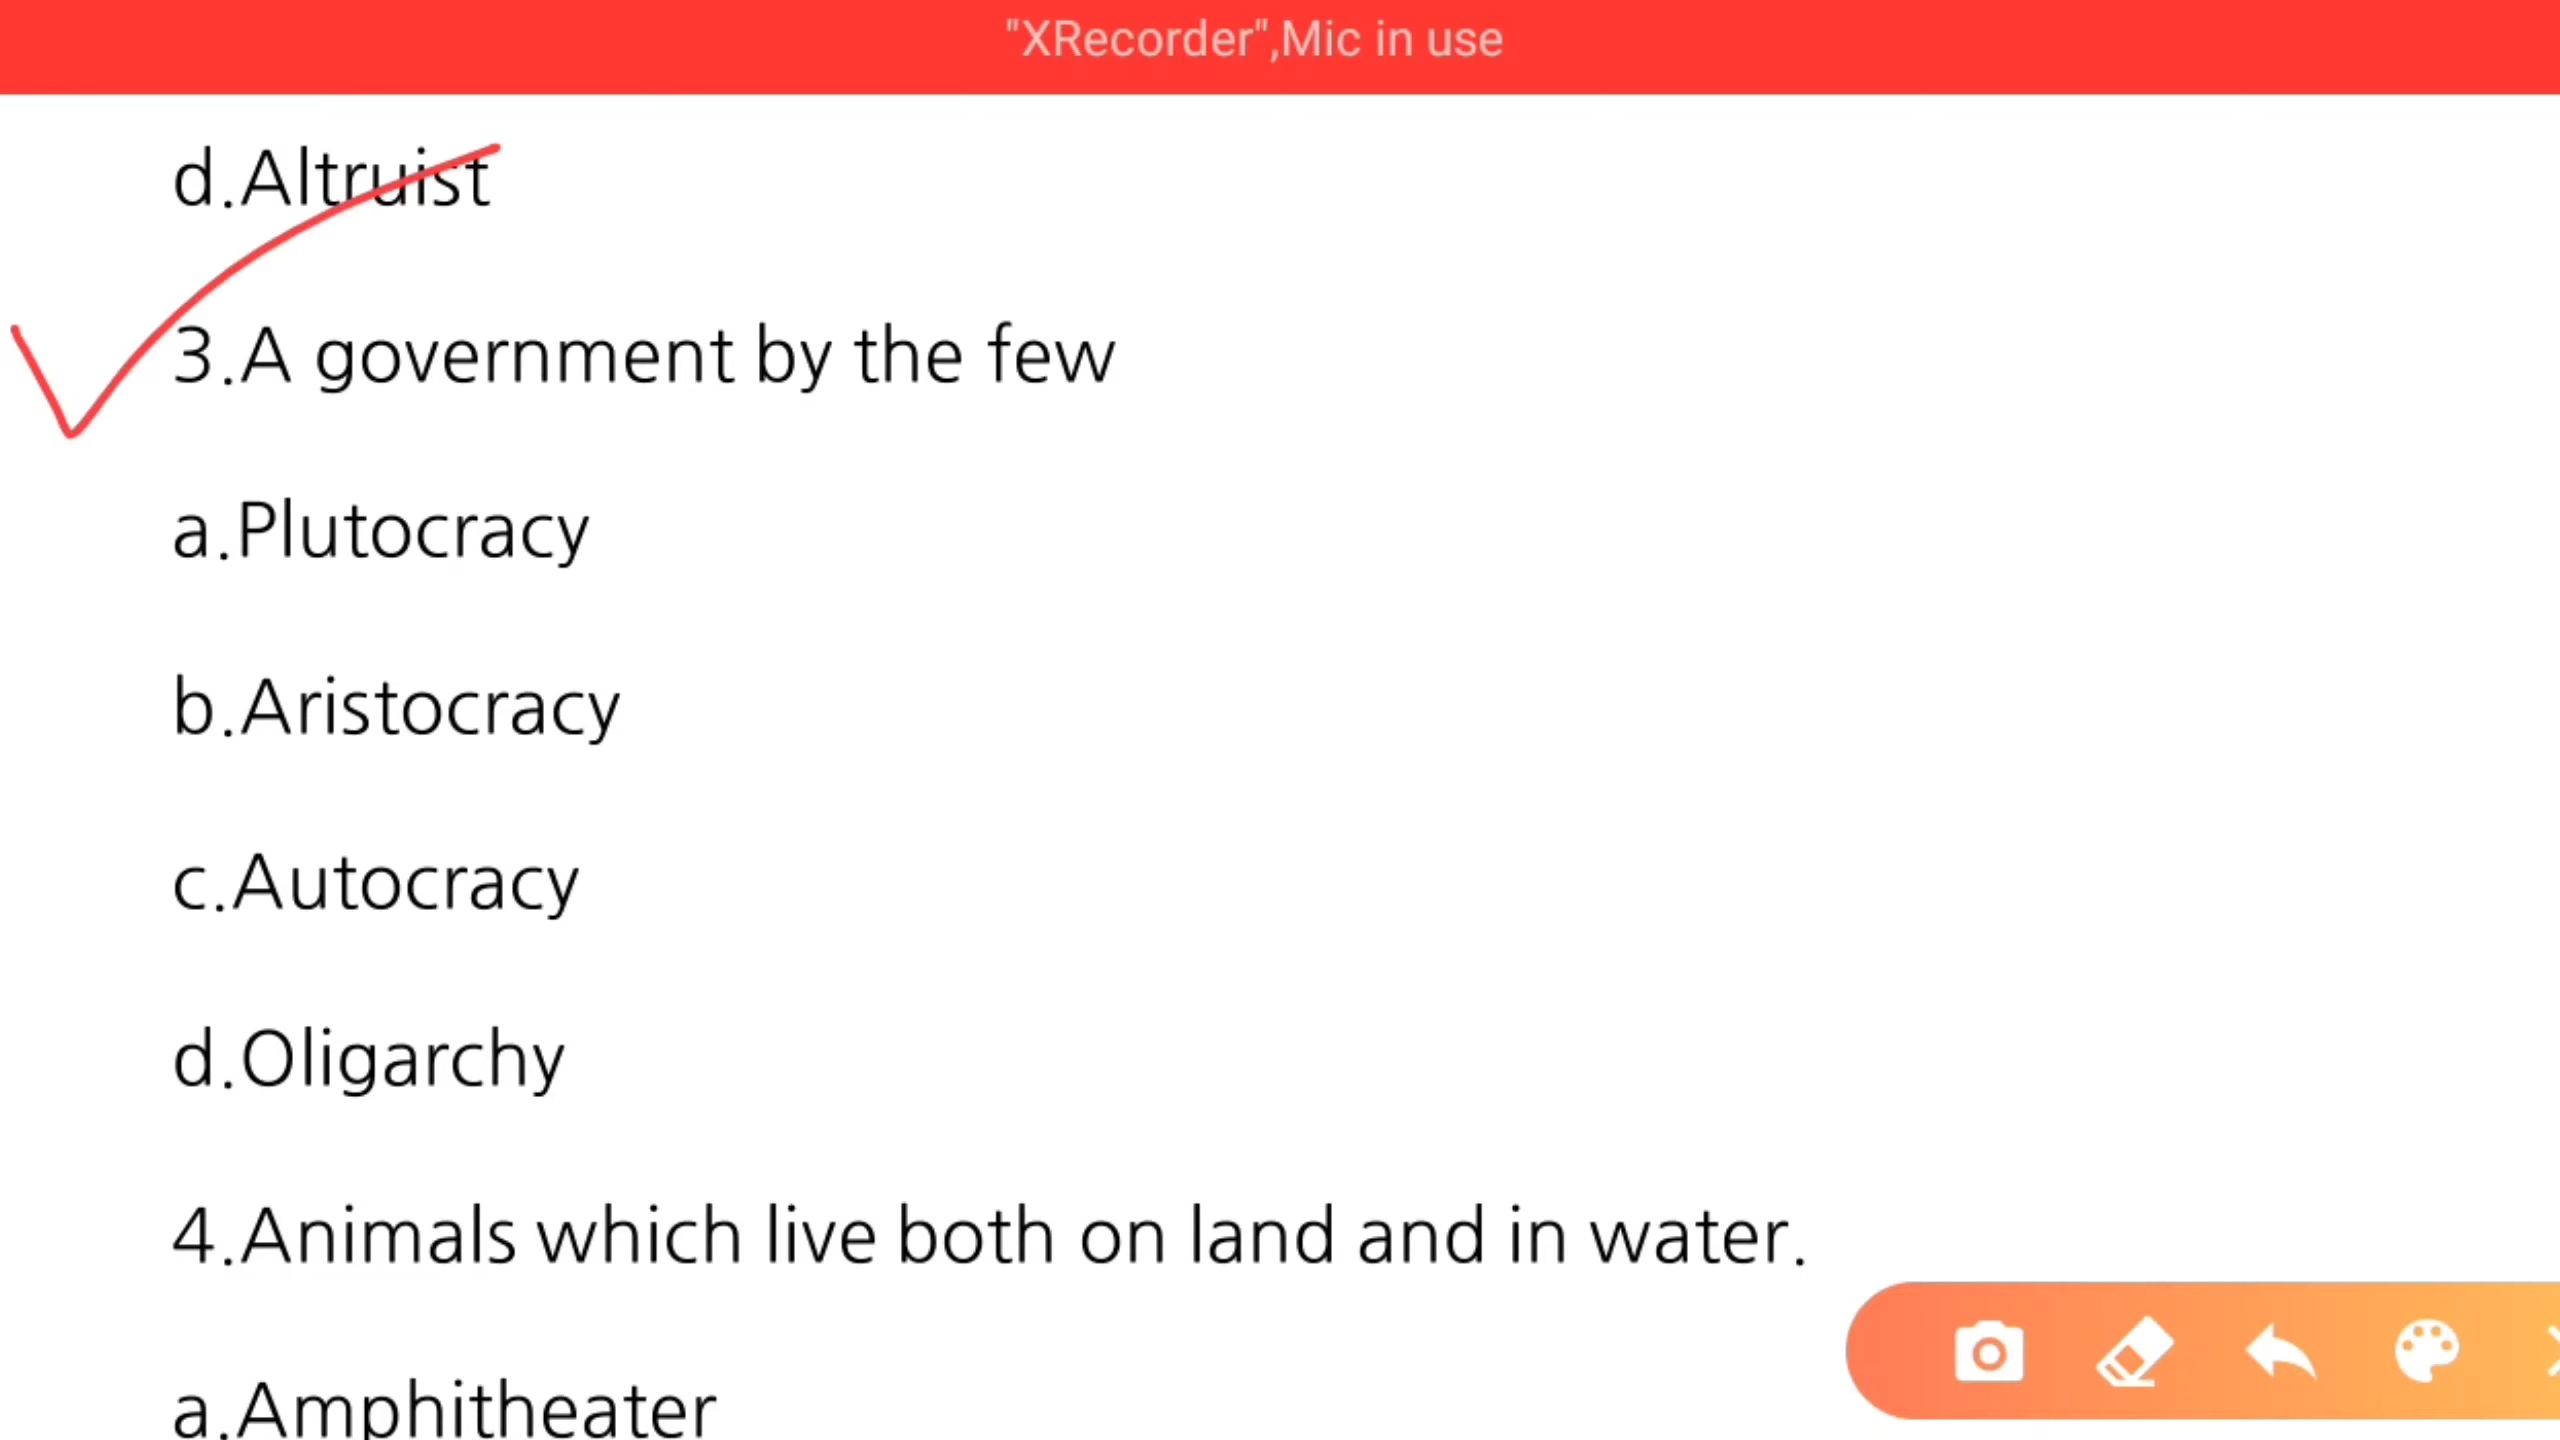 "XRecorder",Mic in use
d.Altruist
3.A government by the few
a.Plutocracy
b.Aristocracy
c.Autocracy
d.Oligarchy
4.Animals which live both on land and in water.
a.Amphitheater